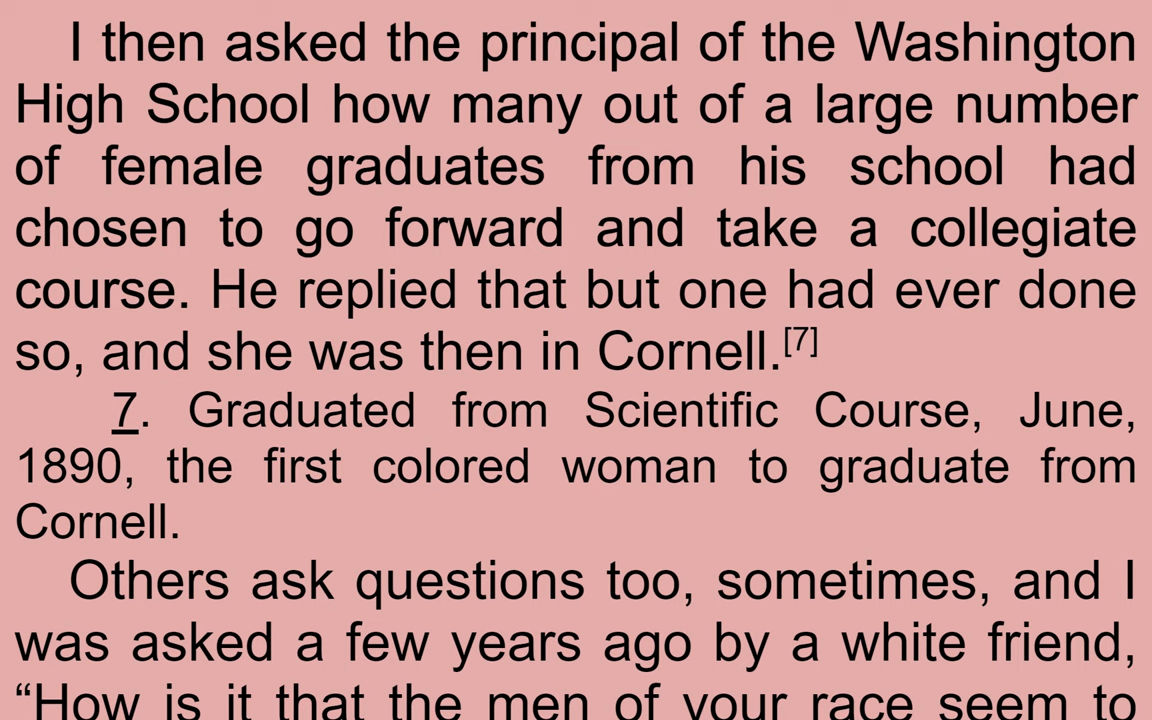 I then asked the principal of the Washington
High School how many out of a large number
of female graduates from his school had
chosen to go forward and take a collegiate
course. He replied that but one had ever done
so, and she was then in Cornell.[7]
7. Graduated from Scientific Course, June,
1890, the first colored woman to graduate from
Cornell.
Others ask questions too, sometimes, and I
was asked a few years ago by a white friend,
“How is it that the men of your race seem to